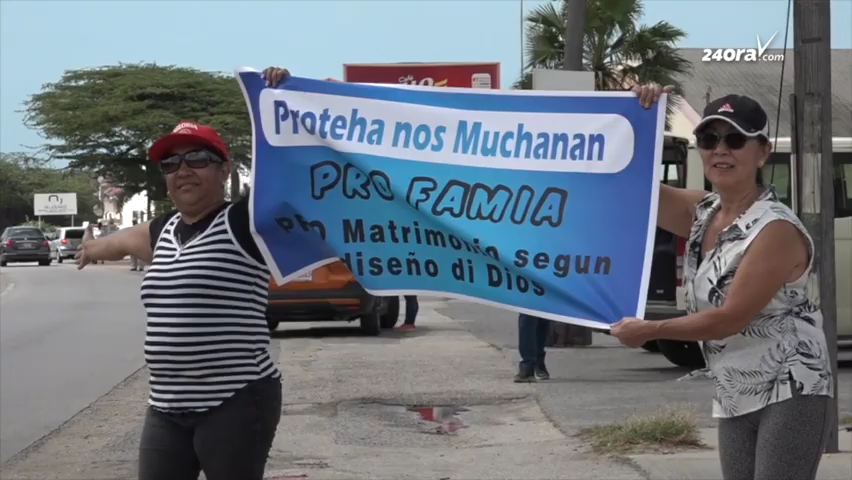 24ORA.com
Proteha nos Muchanan
PRO FAMIA
Pro Matrimonio segun
diseño di Dios